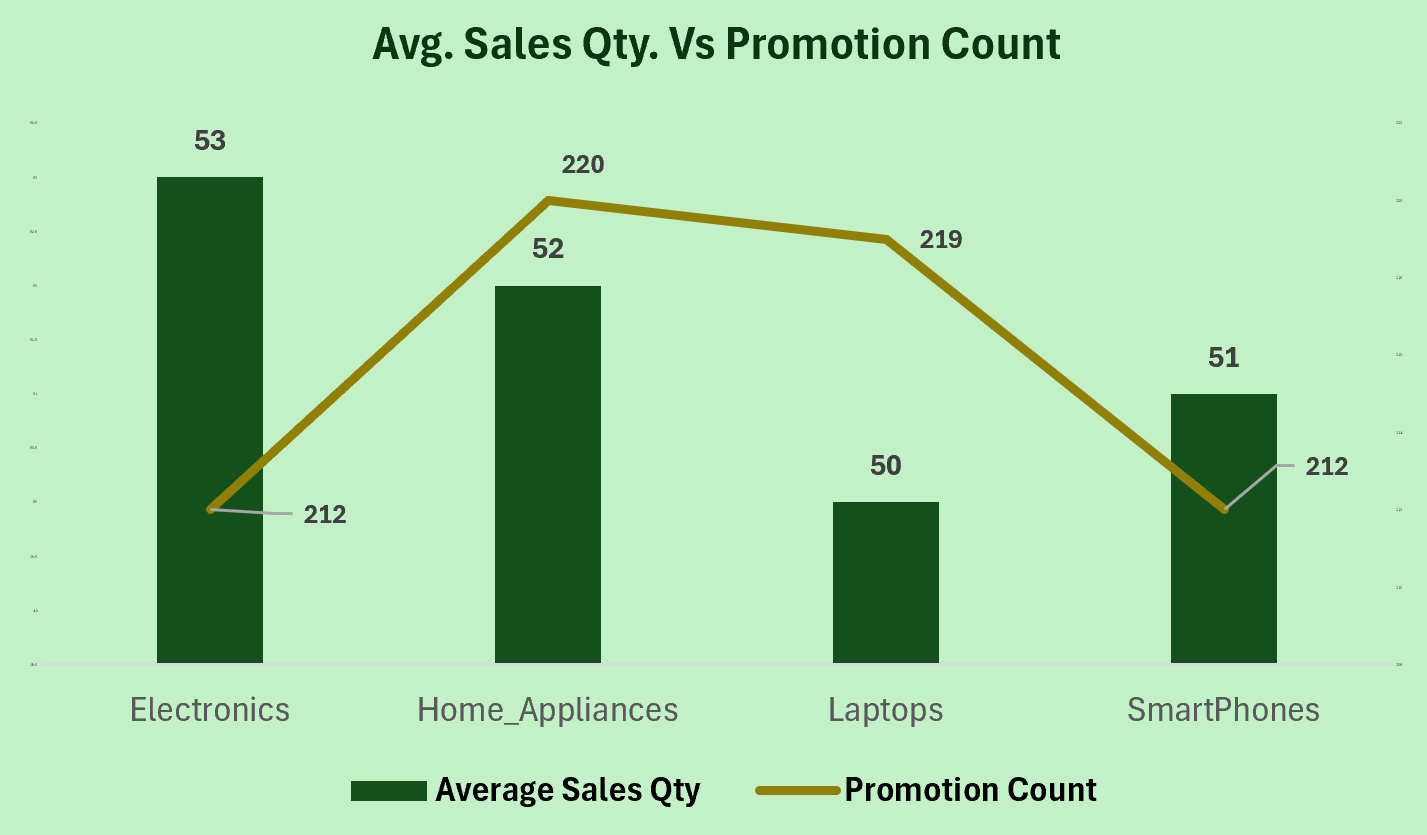 Avg. Sales Qty. Vs Promotion Count
53
220
52
219
51
50
212
212
Electronics
Home_Appliances
Laptops
SmartPhones
Average Sales Qty
Promotion Count